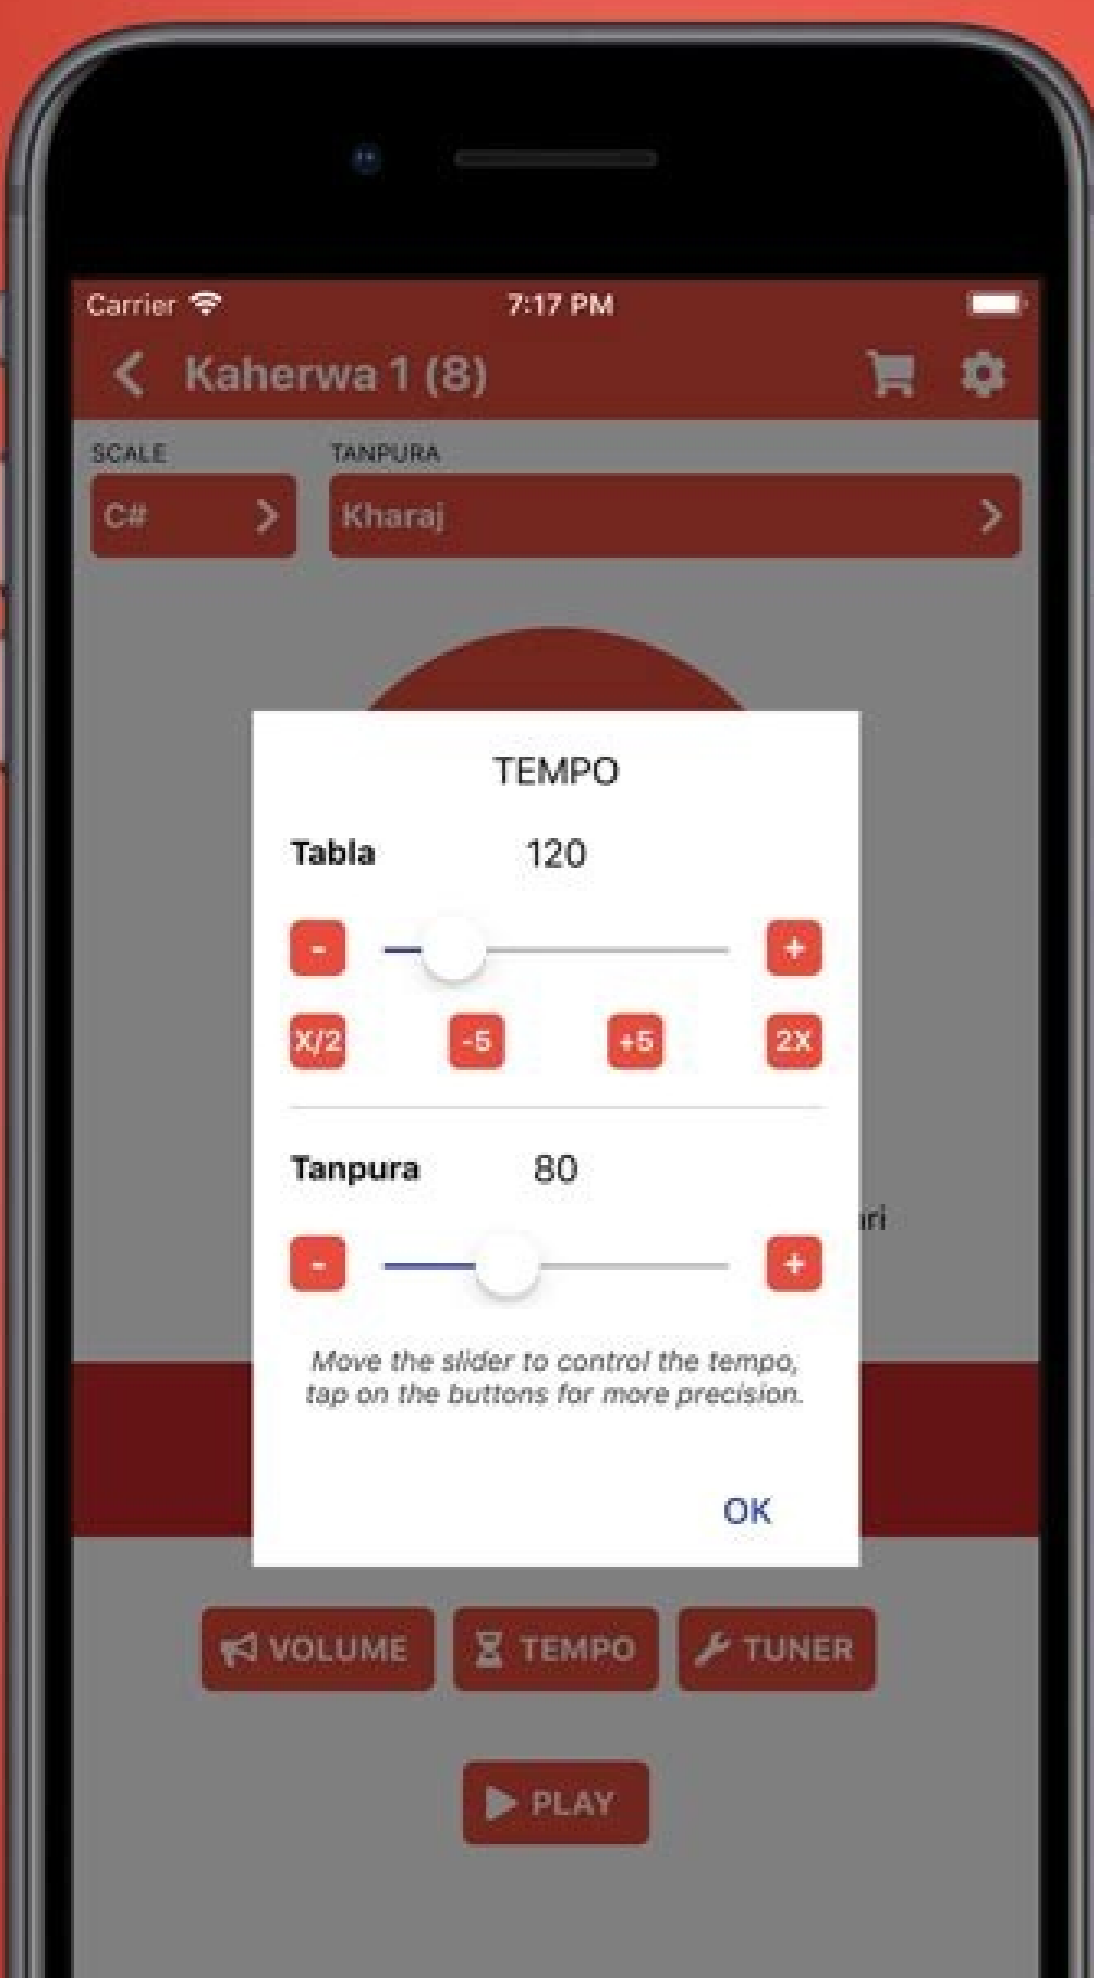 Carrier 7:17 PM
Kaherwa 1 (8)
SCALE TANPURA
C# Kharaj
TEMPO
Tabla 120
- +
X/2 -5 +5 2X
Tanpura 80
- +
Move the slider to control the tempo,
tap on the buttons for more precision.
OK
VOLUME TEMPO TUNER
PLAY